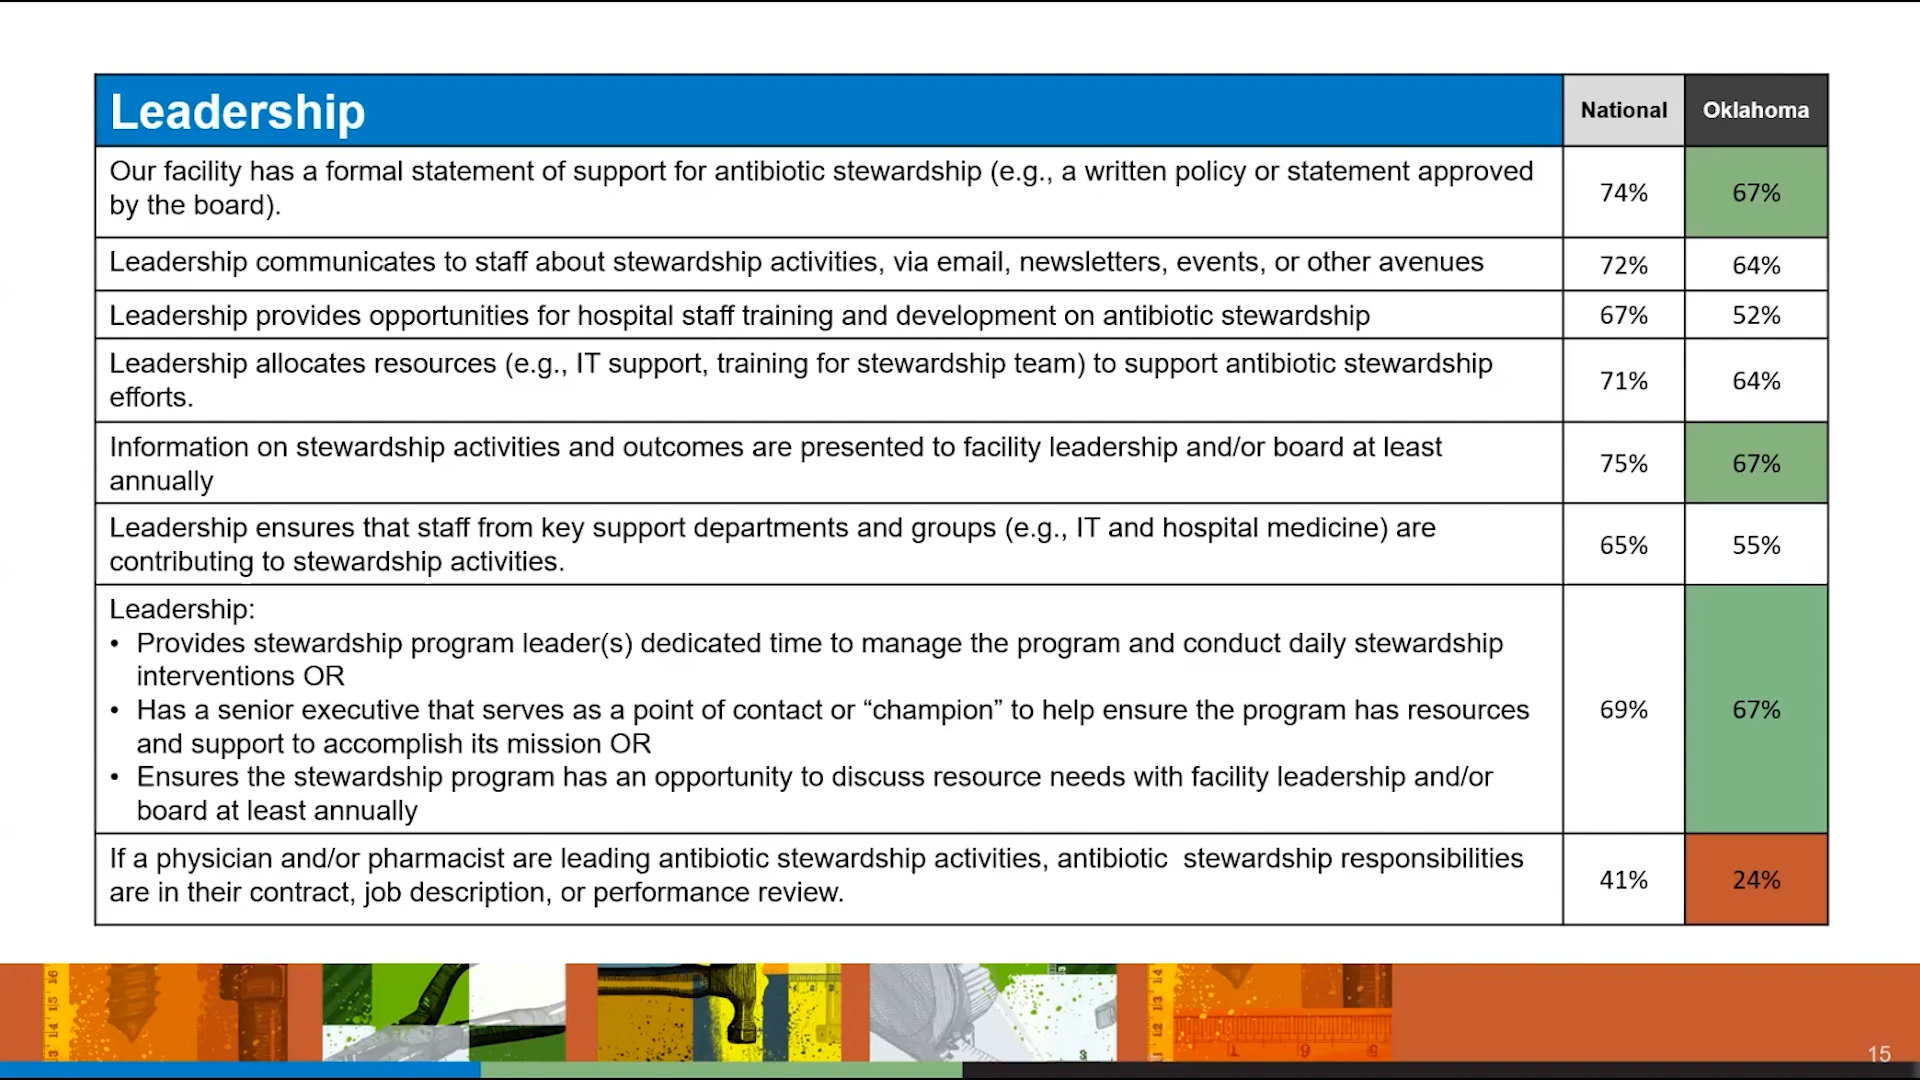 Leadership
National
Oklahoma
Our facility has a formal statement of support for antibiotic stewardship (e.g., a written policy or statement approved
by the board).
74%
67%
Leadership communicates to staff about stewardship activities, via email, newsletters, events, or other avenues
72%
64%
Leadership provides opportunities for hospital staff training and development on antibiotic stewardship
67%
52%
Leadership allocates resources (e.g., IT support, training for stewardship team) to support antibiotic stewardship
efforts.
71%
64%
Information on stewardship activities and outcomes are presented to facility leadership and/or board at least
annually
75%
67%
Leadership ensures that staff from key support departments and groups (e.g., IT and hospital medicine) are
contributing to stewardship activities.
65%
55%
Leadership:
• Provides stewardship program leader(s) dedicated time to manage the program and conduct daily stewardship
interventions OR
• Has a senior executive that serves as a point of contact or “champion” to help ensure the program has resources
and support to accomplish its mission OR
• Ensures the stewardship program has an opportunity to discuss resource needs with facility leadership and/or
board at least annually
69%
67%
If a physician and/or pharmacist are leading antibiotic stewardship activities, antibiotic stewardship responsibilities
are in their contract, job description, or performance review.
41%
24%
15